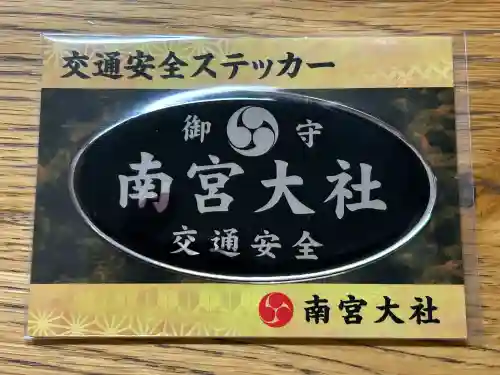 交通安全ステッカー
御守
南宮大社
交通安全
南宮大社